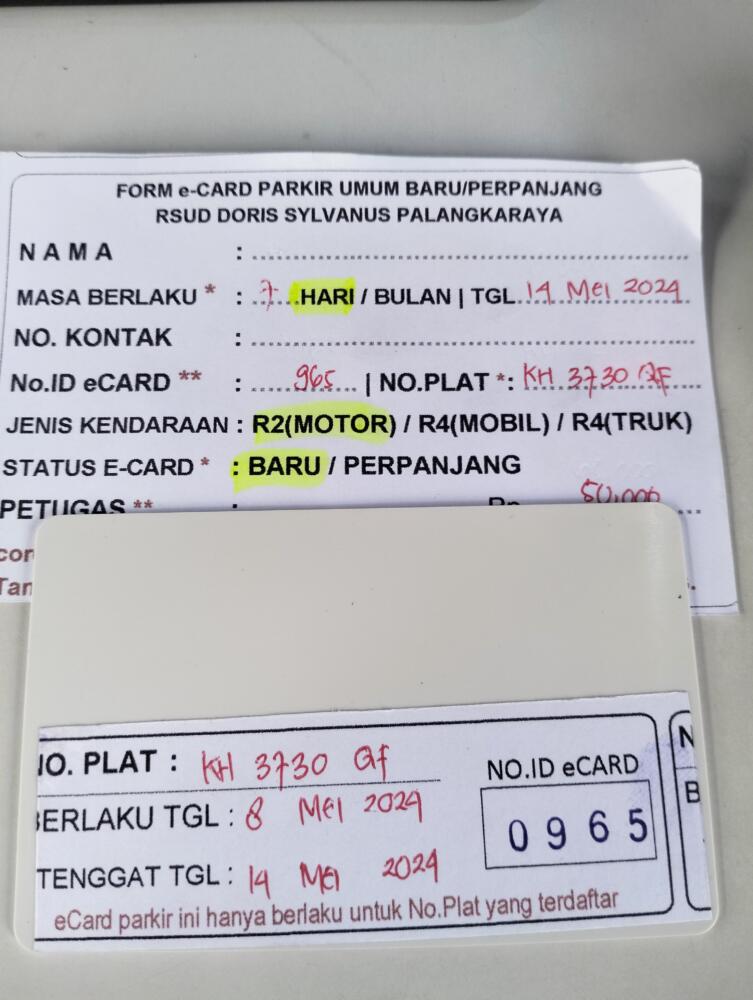 FORM e-CARD PARKIR UMUM BARU/PERPANJANG
RSUD DORIS SYLVANUS PALANGKARAYA
N A M A :
MASA BERLAKU * : 7 HARI / BULAN | TGL 14 Mei 2024
NO. KONTAK :
No.ID eCARD ** : 965 | NO.PLAT *: KH 3730 QF
JENIS KENDARAAN : R2(MOTOR) / R4(MOBIL) / R4(TRUK)
STATUS E-CARD * : BARU / PERPANJANG
PETUGAS ** : Rp 50.000
NO. PLAT : KH 3730 QF
BERLAKU TGL : 8 Mei 2024
TENGGAT TGL : 14 Mei 2024
NO.ID eCARD
0965
eCard parkir ini hanya berlaku untuk No.Plat yang terdaftar